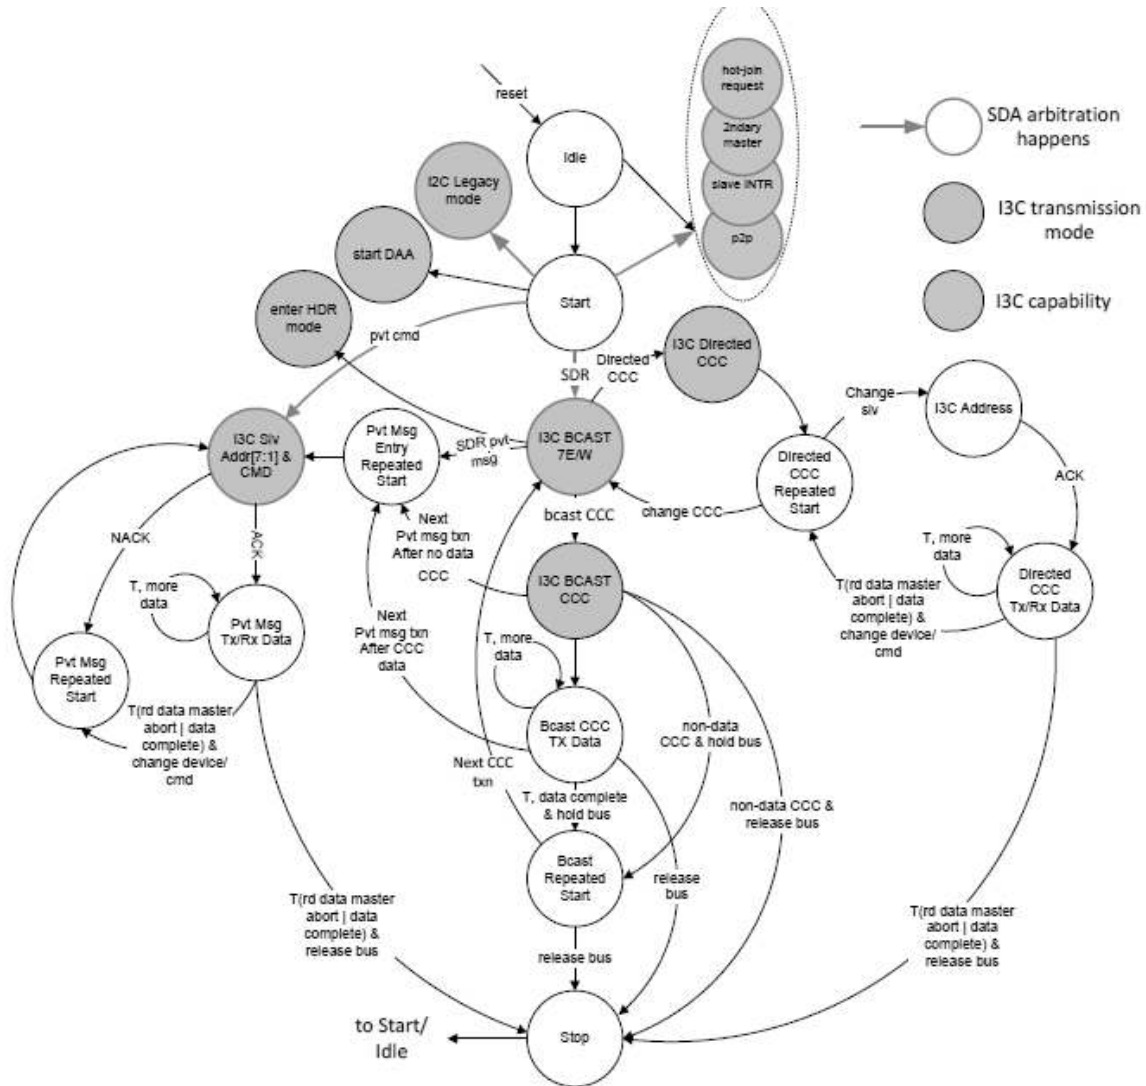 hot-join
request
2ndary
master
slave INTR
p2p
reset
Idle
SDA arbitration
happens
I2C Legacy
mode
I3C transmission
mode
start DAA
enter HDR
mode
Start
I3C capability
pvt cmd
SDR
Directed
CCC
I3C Directed
CCC
Change
slv
I3C Address
I3C Slv
Addr[7:1] &
CMD
Pvt Msg
Entry
Repeated
Start
SDR pvt
msg
I3C BCAST
7E/W
Directed
CCC
Repeated
Start
ACK
change CCC
bcast CCC
Next
Pvt msg txn
After no data
CCC
NACK
ACK
T, more
data
I3C BCAST
CCC
T, more
data
Directed
CCC
Tx/Rx Data
T(rd data master
abort | data
complete) &
change device/
cmd
Pvt Msg
Tx/Rx Data
Next
Pvt msg txn
After CCC
data
T, more
data
Pvt Msg
Repeated
Start
T(rd data master
abort | data
complete) &
change device/
cmd
Bcast CCC
TX Data
non-data
CCC & hold bus
Next CCC
txn
T, data complete
& hold bus
non-data CCC &
release bus
Bcast
Repeated
Start
release
bus
T(rd data master
abort | data
complete) &
release bus
T(rd data master
abort | data
complete) &
release bus
release bus
to Start/
Idle
Stop